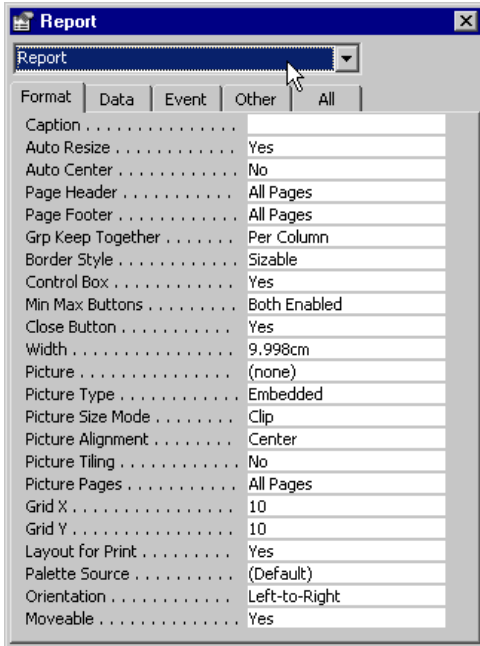 Report
Report
Format Data Event Other All
Caption . . . . . . . . . . . . . . .
Auto Resize . . . . . . . . . . . . Yes
Auto Center . . . . . . . . . . . . No
Page Header . . . . . . . . . . . All Pages
Page Footer . . . . . . . . . . . All Pages
Grp Keep Together . . . . . . . Per Column
Border Style . . . . . . . . . . . . Sizable
Control Box . . . . . . . . . . . . Yes
Min Max Buttons . . . . . . . . Both Enabled
Close Button . . . . . . . . . . . Yes
Width . . . . . . . . . . . . . . . . 9.998cm
Picture . . . . . . . . . . . . . . . (none)
Picture Type . . . . . . . . . . . Embedded
Picture Size Mode . . . . . . . . Clip
Picture Alignment . . . . . . . . Center
Picture Tiling . . . . . . . . . . . No
Picture Pages . . . . . . . . . . . All Pages
Grid X . . . . . . . . . . . . . . . . 10
Grid Y . . . . . . . . . . . . . . . . 10
Layout for Print . . . . . . . . . Yes
Palette Source . . . . . . . . . . (Default)
Orientation . . . . . . . . . . . . Left-to-Right
Moveable . . . . . . . . . . . . . . Yes